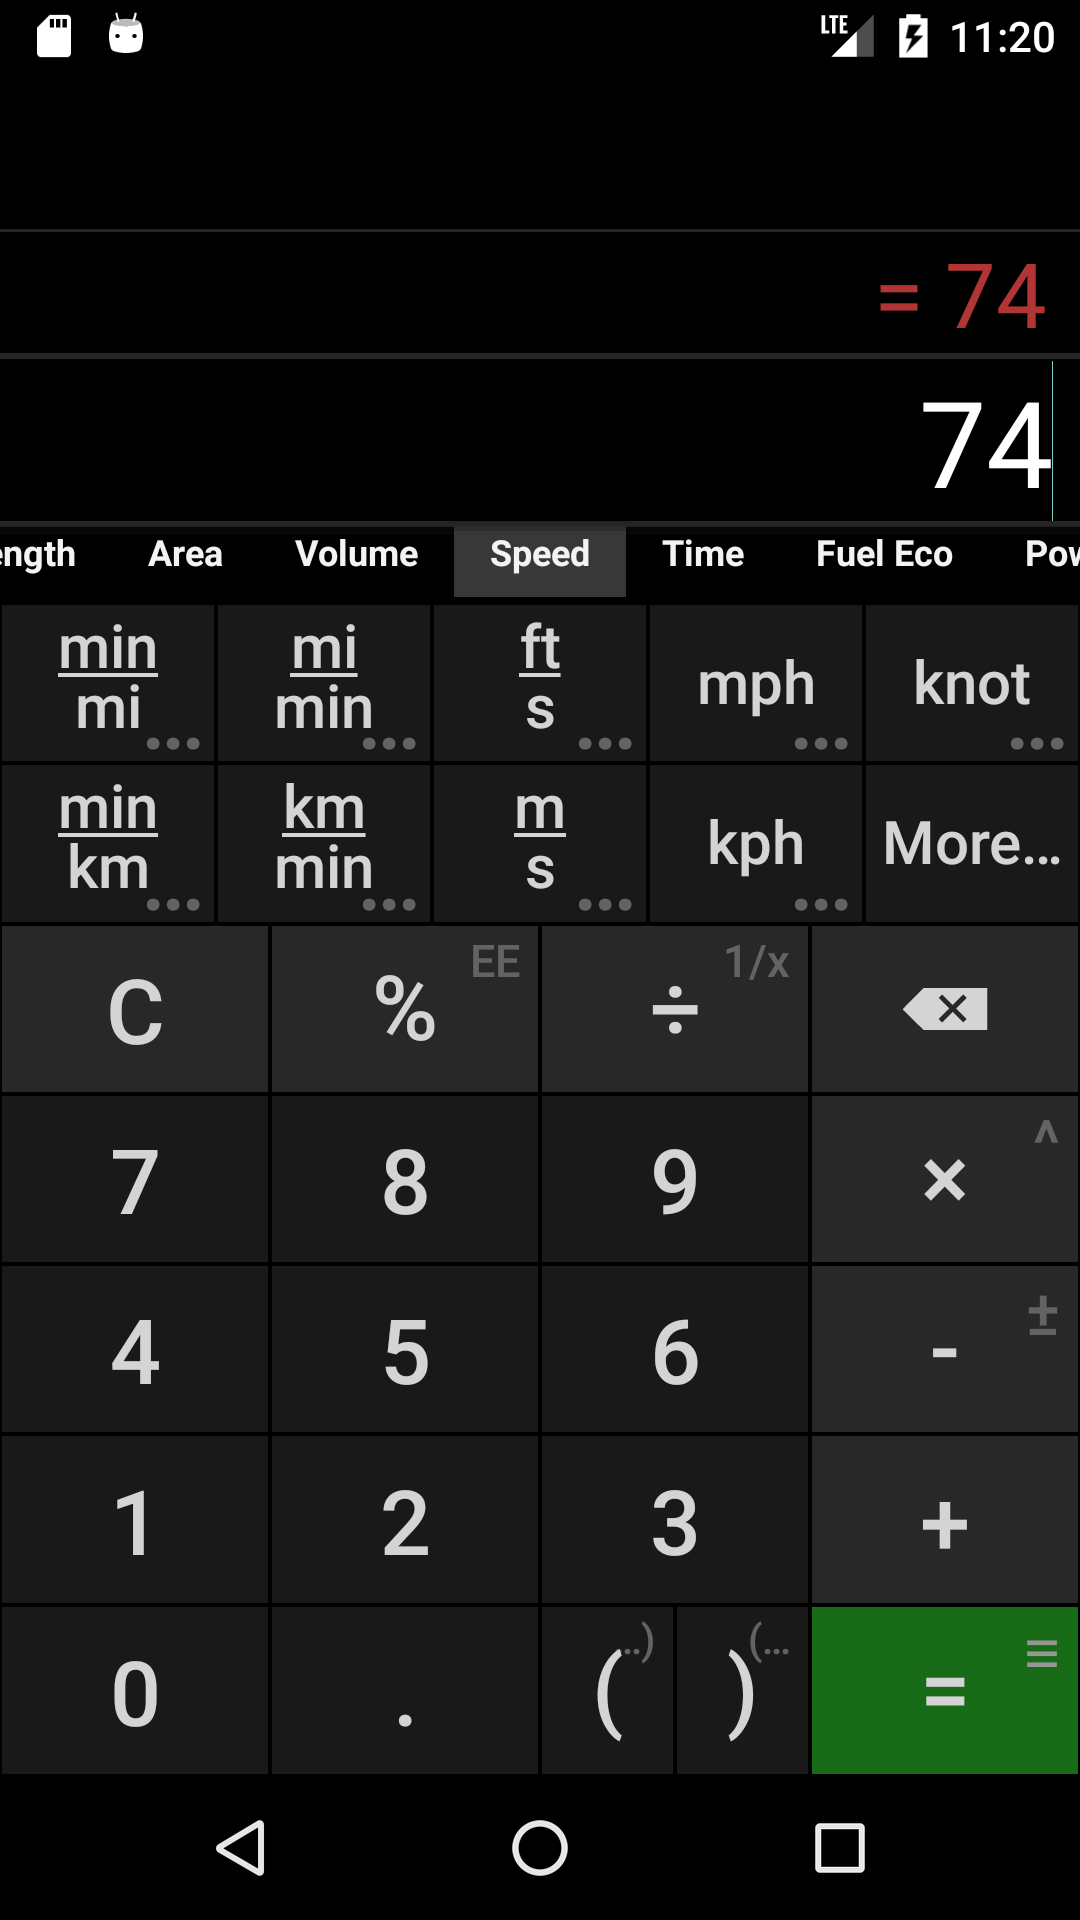 LTE 11:20
= 74
74
ength Area Volume Speed Time Fuel Eco Pow
min/mi mi/min ft/s mph knot
min/km km/min m/s kph More...
C % EE ÷ 1/x
7 8 9 × ^
4 5 6 - ±
1 2 3 +
0 . ( ..) ) (... =